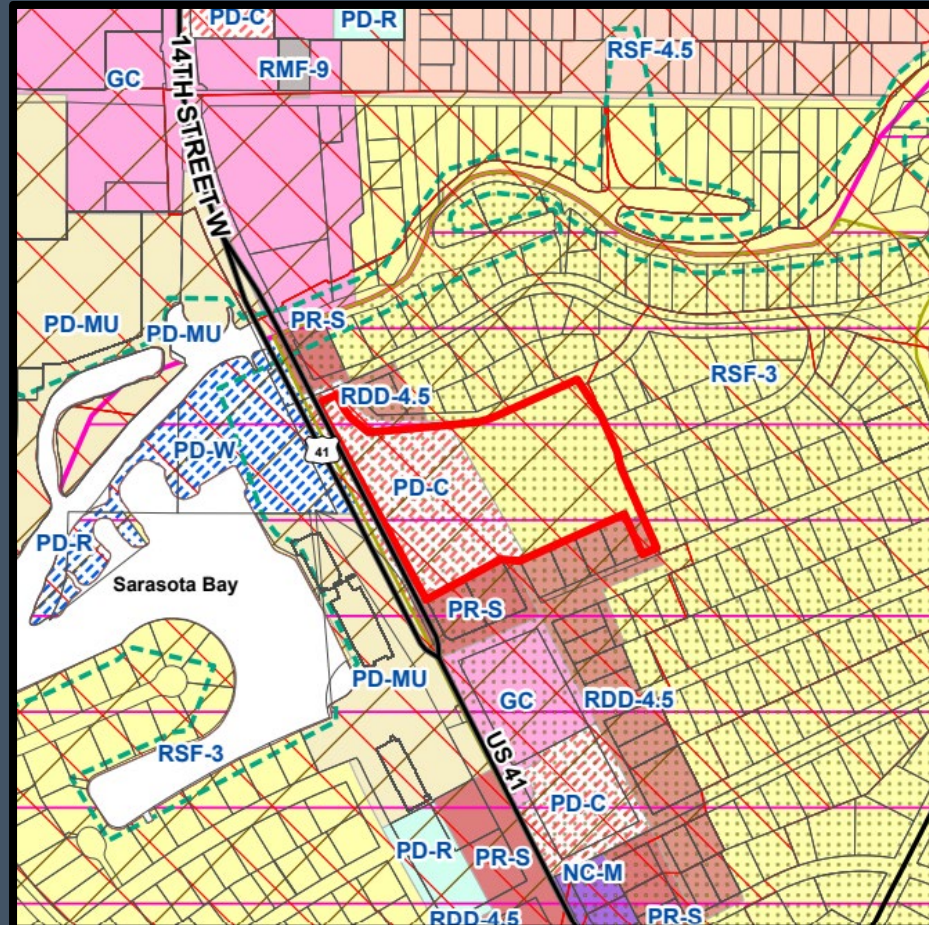 PD-C
PD-R
14TH STREET W
RSF-4.5
GC
RMF-9
PD-MU
PD-MU
PR-S
RSF-3
RDD-4.5
PD-W
41
PD-C
PD-R
Sarasota Bay
PR-S
PD-MU
GC
RDD-4.5
RSF-3
US 41
PD-C
PD-R
PR-S
NC-M
RDD-4.5
PR-S